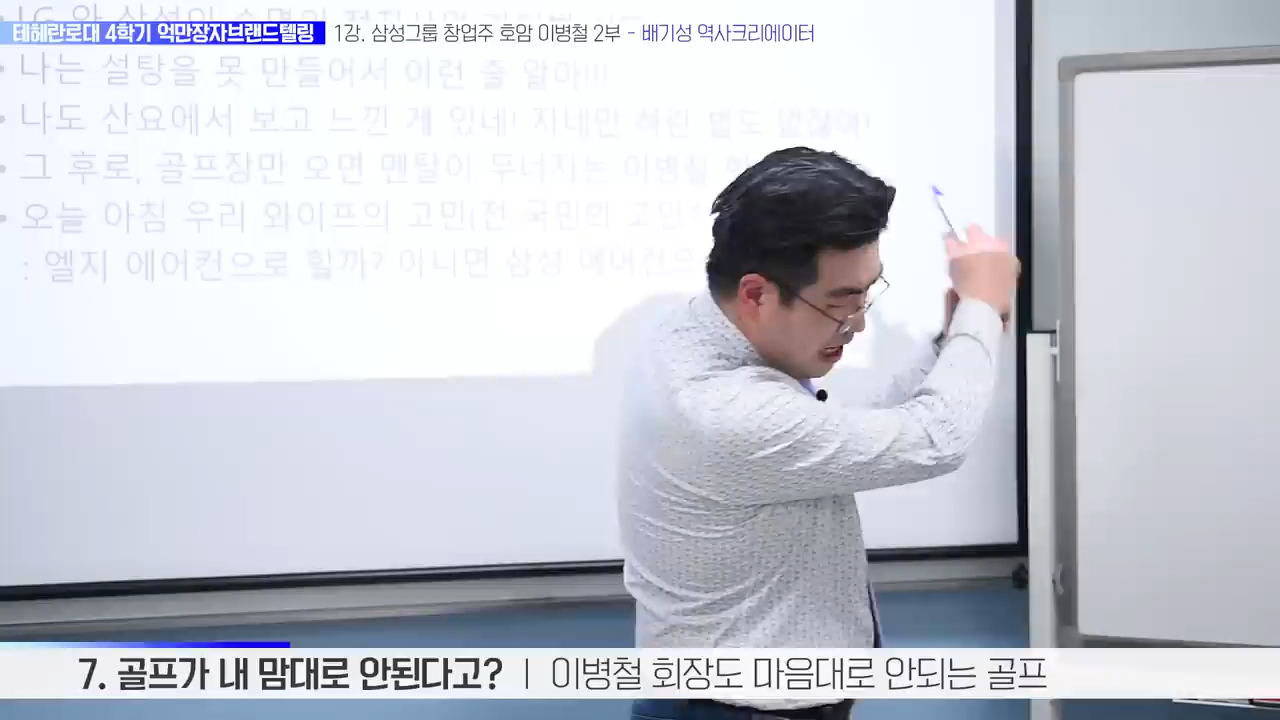 테헤란로대 4학기 억만장자브랜드텔링 1강. 삼성그룹 창업주 호암 이병철 2부 - 배기성 역사크리에이터
• 나는 설탕을 못 만들어서 이런 줄 알아!!!
• 나도 산요에서 보고 느낀 게 있네! 자네만 하란 법도 없잖아!
• 그 후로, 골프장만 오면 멘탈이 무너지는 이병철
• 오늘 아침 우리 와이프의 고민(전 국민의 고민
: 엘지 에어컨으로 할까? 아니면 삼성 에어컨으
7. 골프가 내 맘대로 안된다고? | 이병철 회장도 마음대로 안되는 골프